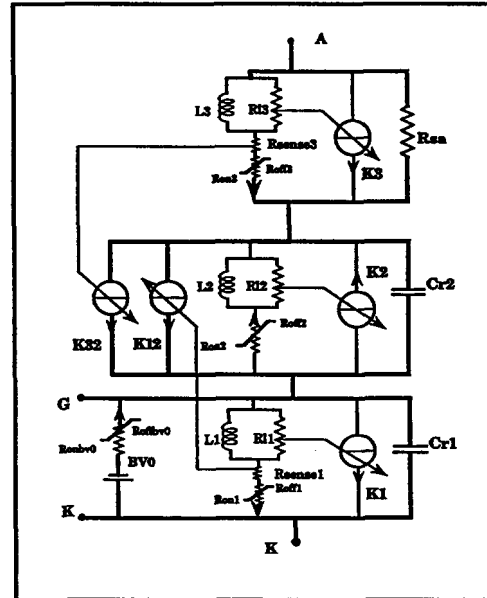 A
L3
Rl3
Rsa
Rsense3
Roff3
Ron3
K3
L2
Rl2
K2
Cr2
K32
K12
Roff2
Ron2
G
Roffbv0
Ronbv0
BV0
L1
Rl1
Cr1
Rsense1
Roff1
Ron1
K1
K
K